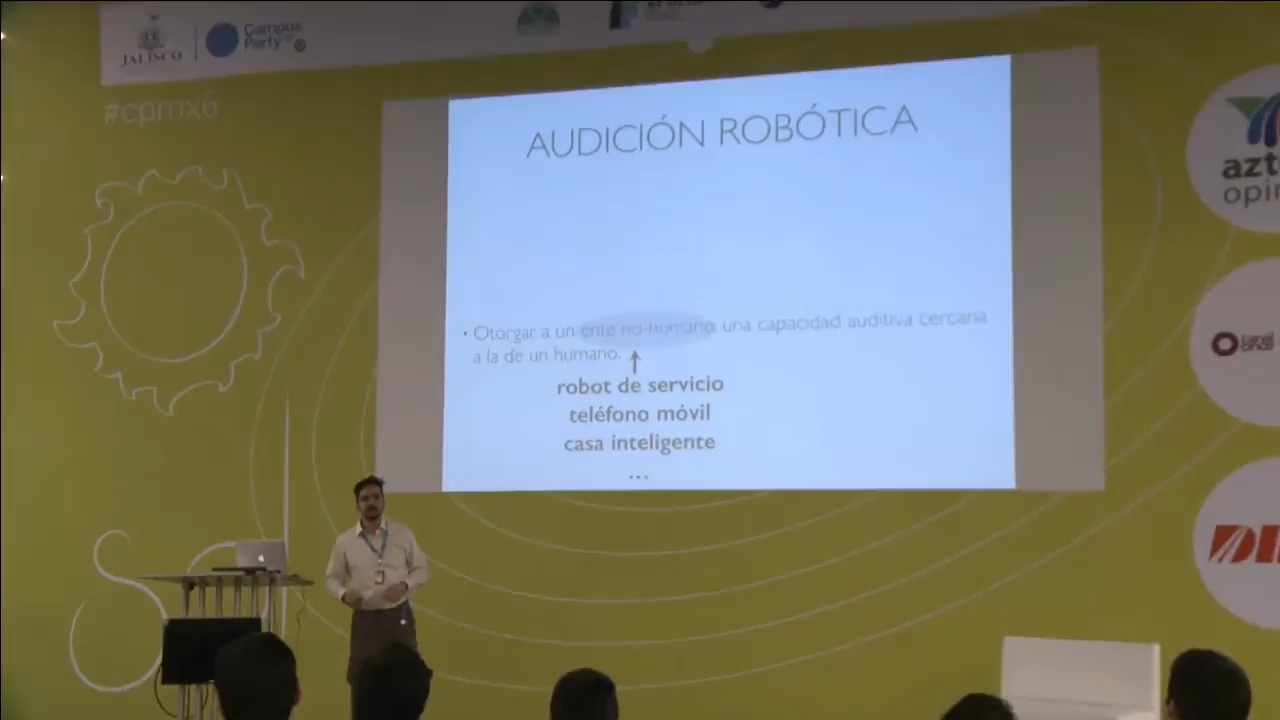 JALISCO
Campus
Party
#cpmx6
AUDICIÓN ROBÓTICA
• Otorgar a un ente no-humano, una capacidad auditiva cercana
a la de un humano.
robot de servicio
teléfono móvil
casa inteligente
...